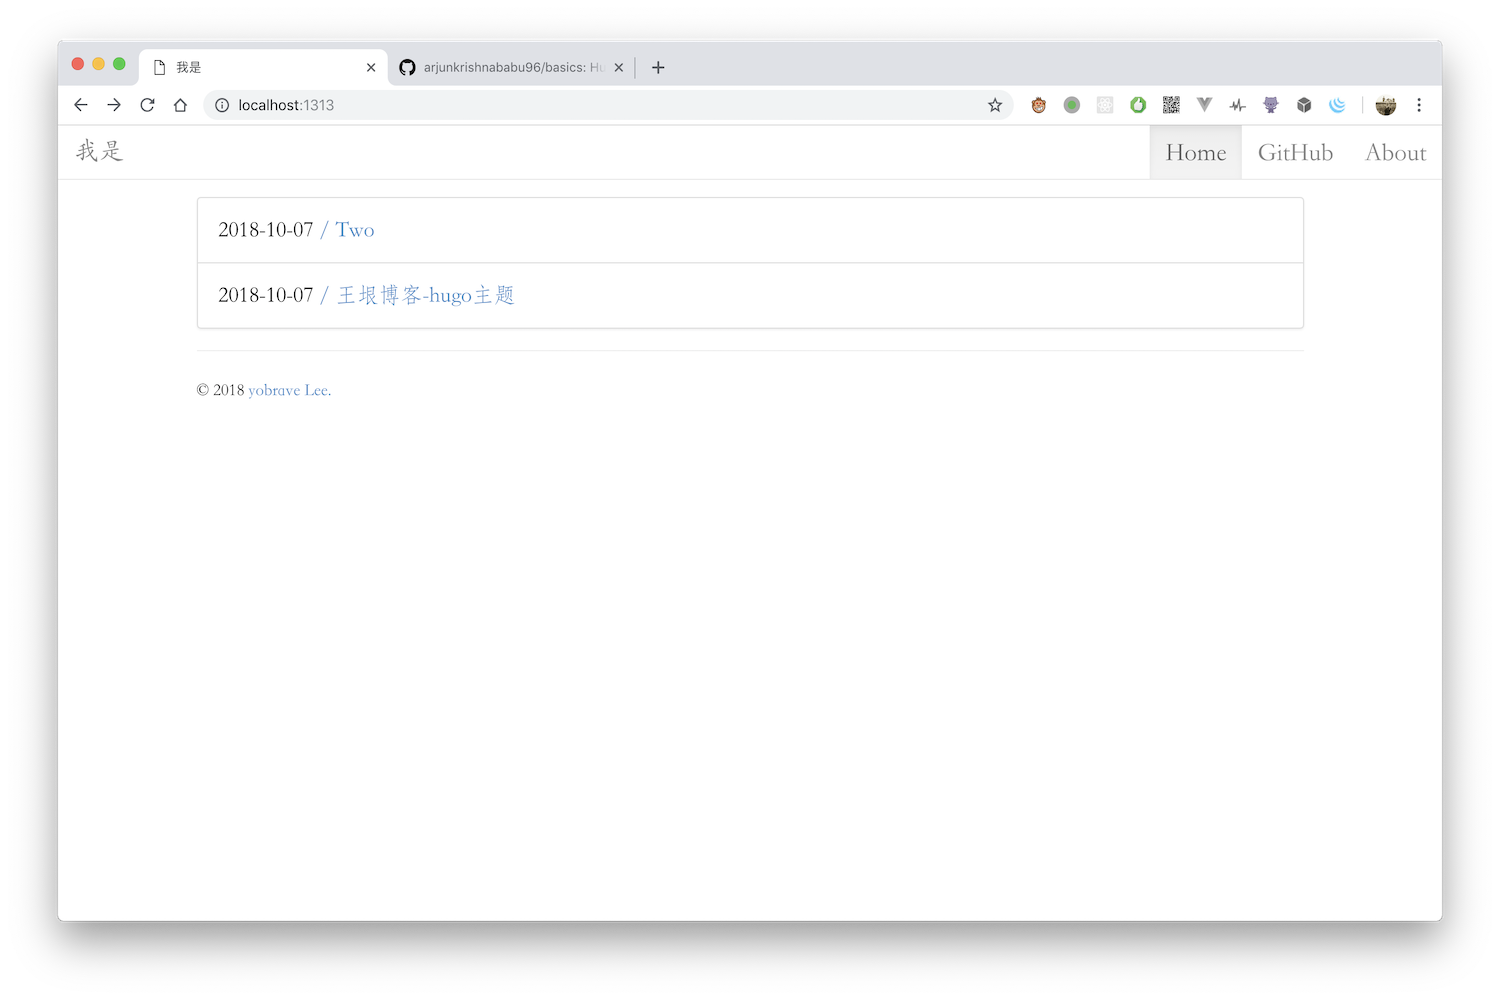 我是
arjunkrishnababu96/basics: Hu
localhost:1313
我是
Home
GitHub
About
2018-10-07 / Two
2018-10-07 / 王垠博客-hugo主题
© 2018 yobrave Lee.